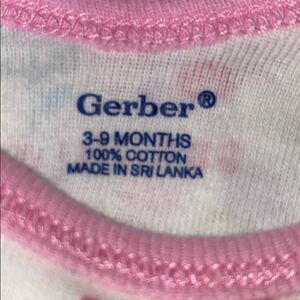 Gerber®
3-9 MONTHS
100% COTTON
MADE IN SRI LANKA